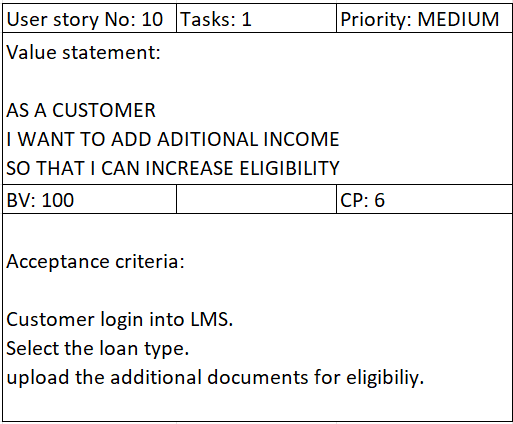 User story No: 10 Tasks: 1 Priority: MEDIUM
Value statement:
AS A CUSTOMER
I WANT TO ADD ADITIONAL INCOME
SO THAT I CAN INCREASE ELIGIBILITY
BV: 100 CP: 6
Acceptance criteria:
Customer login into LMS.
Select the loan type.
upload the additional documents for eligibiliy.